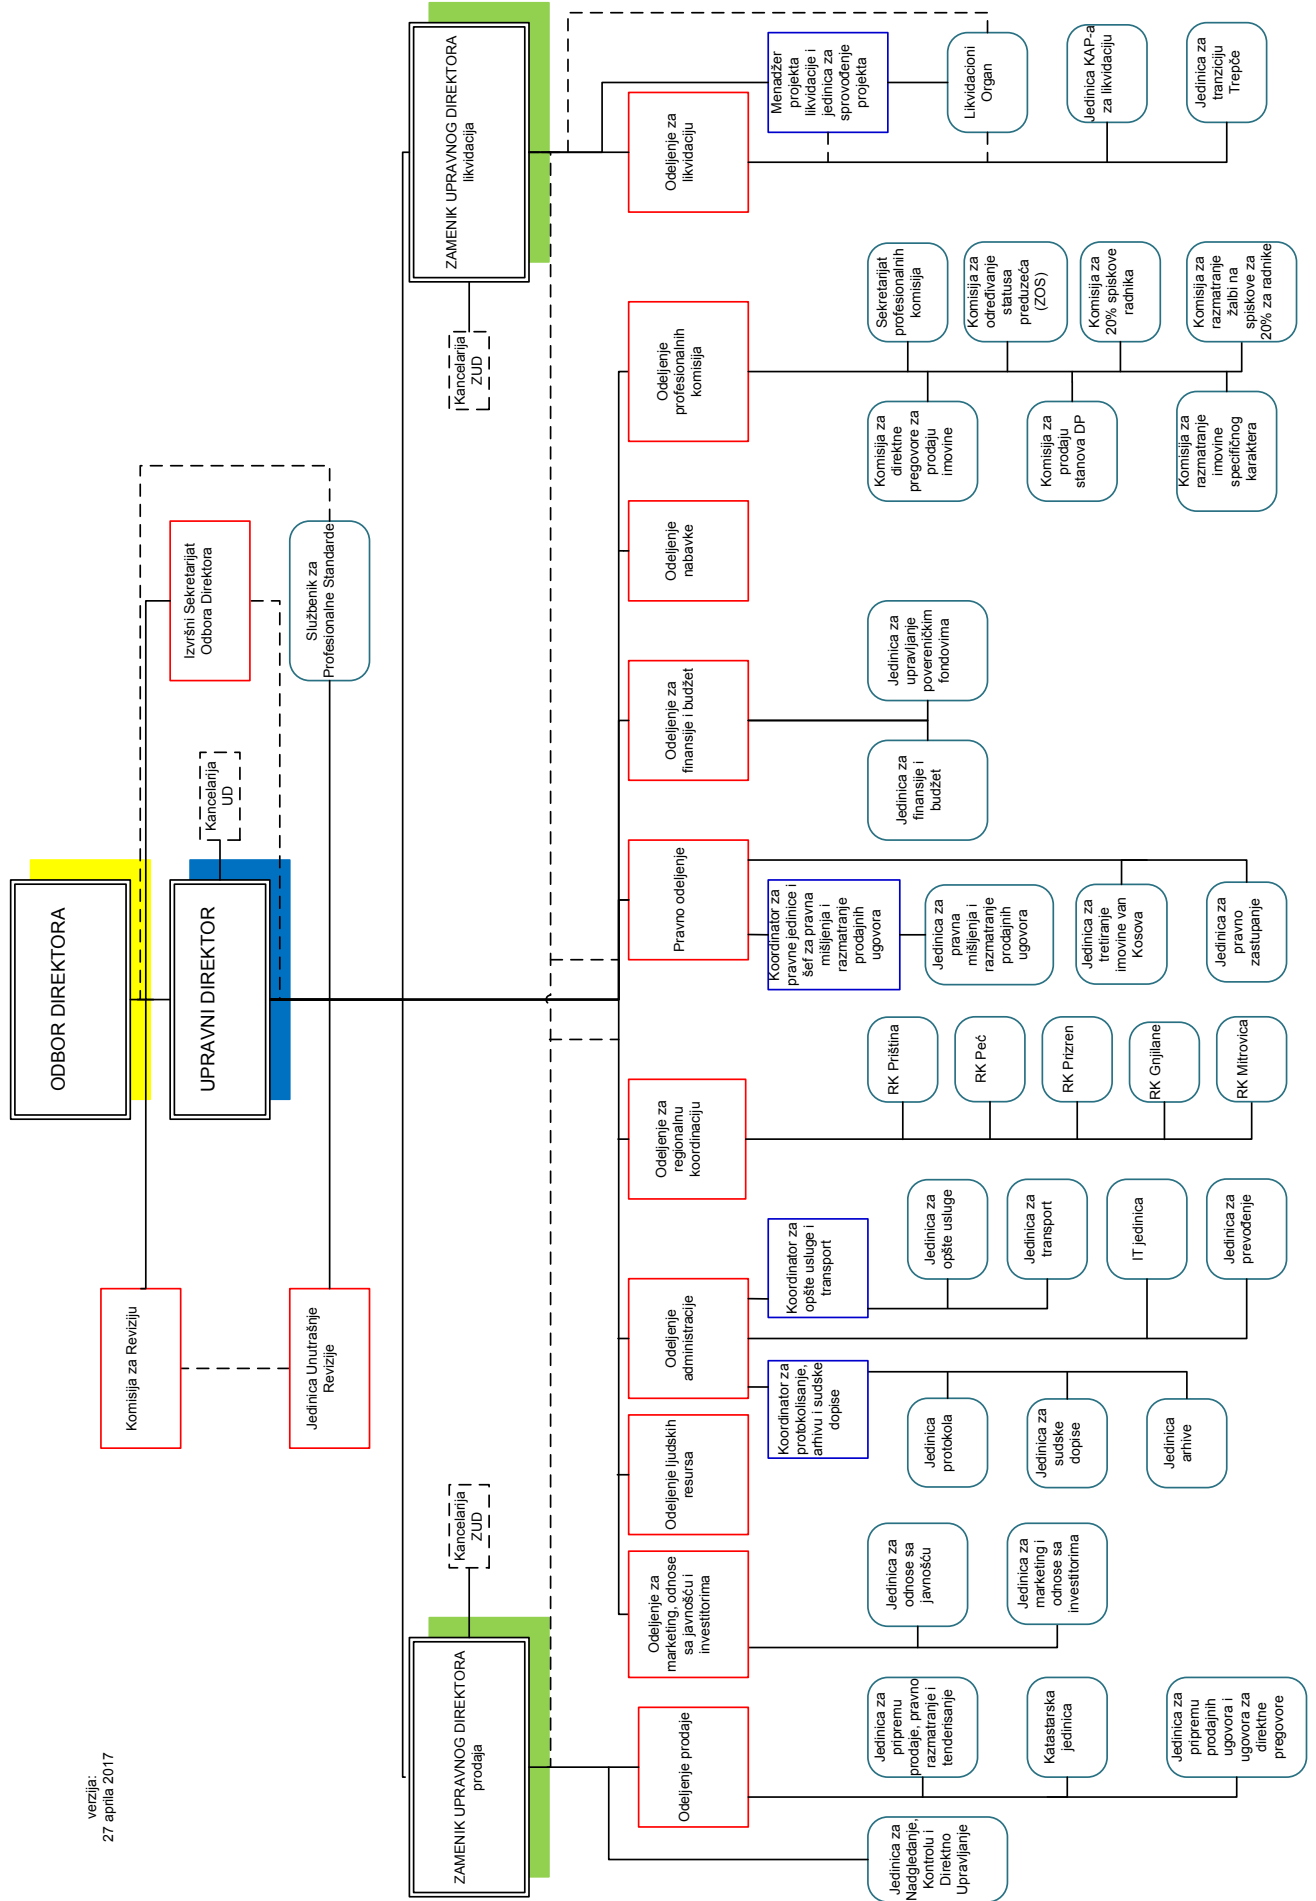 verzija:
27 aprila 2017
ODBOR DIREKTORA
UPRAVNI DIREKTOR
Kancelarija
UD
Komisija za Reviziju
Izvršni Sekretarijat
Odbora Direktora
Jedinica Unutrašnje
Revizije
Službenik za
Profesionalne Standarde
ZAMENIK UPRAVNOG DIREKTORA
prodaja
Kancelarija
ZUD
ZAMENIK UPRAVNOG DIREKTORA
likvidacija
Kancelarija
ZUD
Odeljenje prodaje
Jedinica za
Nadgledanje,
Kontrolu i
Direktno
Upravljanje
Jedinica za
pripremu
prodaje, pravno
razmatranje i
tenderisanje
Katastarska
jedinica
Jedinica za
pripremu
prodajnih
ugovora i
ugovora za
direktne
pregovore
Odeljenje za
marketing, odnose
sa javnošću i
investitorima
Jedinica za
odnose sa
javnošću
Jedinica za
marketing i
odnose sa
investitorima
Odeljenje ljudskih
resursa
Odeljenje
administracije
Koordinator za
protokolisanje,
arhivu i sudske
dopise
Jedinica
protokola
Jedinica za
sudske
dopise
Jedinica
arhive
Koordinator za
opšte usluge i
transport
Jedinica za
opšte usluge
Jedinica za
transport
IT jedinica
Jedinica za
prevođenje
Odeljenje za
regionalnu
koordinaciju
RK Priština
RK Peć
RK Prizren
RK Gnjilane
RK Mitrovica
Pravno odeljenje
Koordinator za
pravne jedinice i
šef za pravna
mišljenja i
razmatranje
prodajnih
ugovora
Jedinica za
pravna
mišljenja i
razmatranje
prodajnih
ugovora
Jedinica za
tretiranje
imovine van
Kosova
Jedinica za
pravno
zastupanje
Odeljenje za
finansije i budžet
Jedinica za
finansije i
budžet
Jedinica za
upravljanje
povereničkim
fondovima
Odeljenje
nabavke
Odeljenje
profesionalnih
komisija
Komisija za
direktne
pregovore za
prodaju
imovine
Sekretarijat
profesionalnih
komisija
Komisija za
određivanje
statusa
preduzeća
(ZOS)
Komisija za
prodaju
stanova DP
Komisija za
20% spiskove
radnika
Komisija za
razmatranje
imovine
specifičnog
karaktera
Komisija za
razmatranje
žalbi na
spiskove za
20% za radnike
Odeljenje za
likvidaciju
Menadžer
projekta
likvidacije i
jedinica za
sprovođenje
projekta
Likvidacioni
Organ
Jedinica KAP-a
za likvidaciju
Jedinica za
tranziciju
Trepče